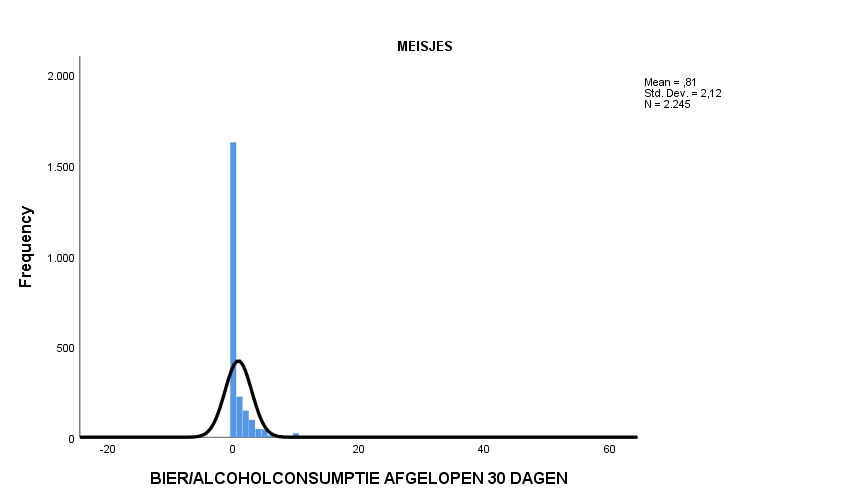 MEISJES
Mean = ,81
Std. Dev. = 2,12
N = 2.245
Frequency
2.000
1.500
1.000
500
0
-20 0 20 40 60
BIER/ALCOHOLCONSUMPTIE AFGELOPEN 30 DAGEN